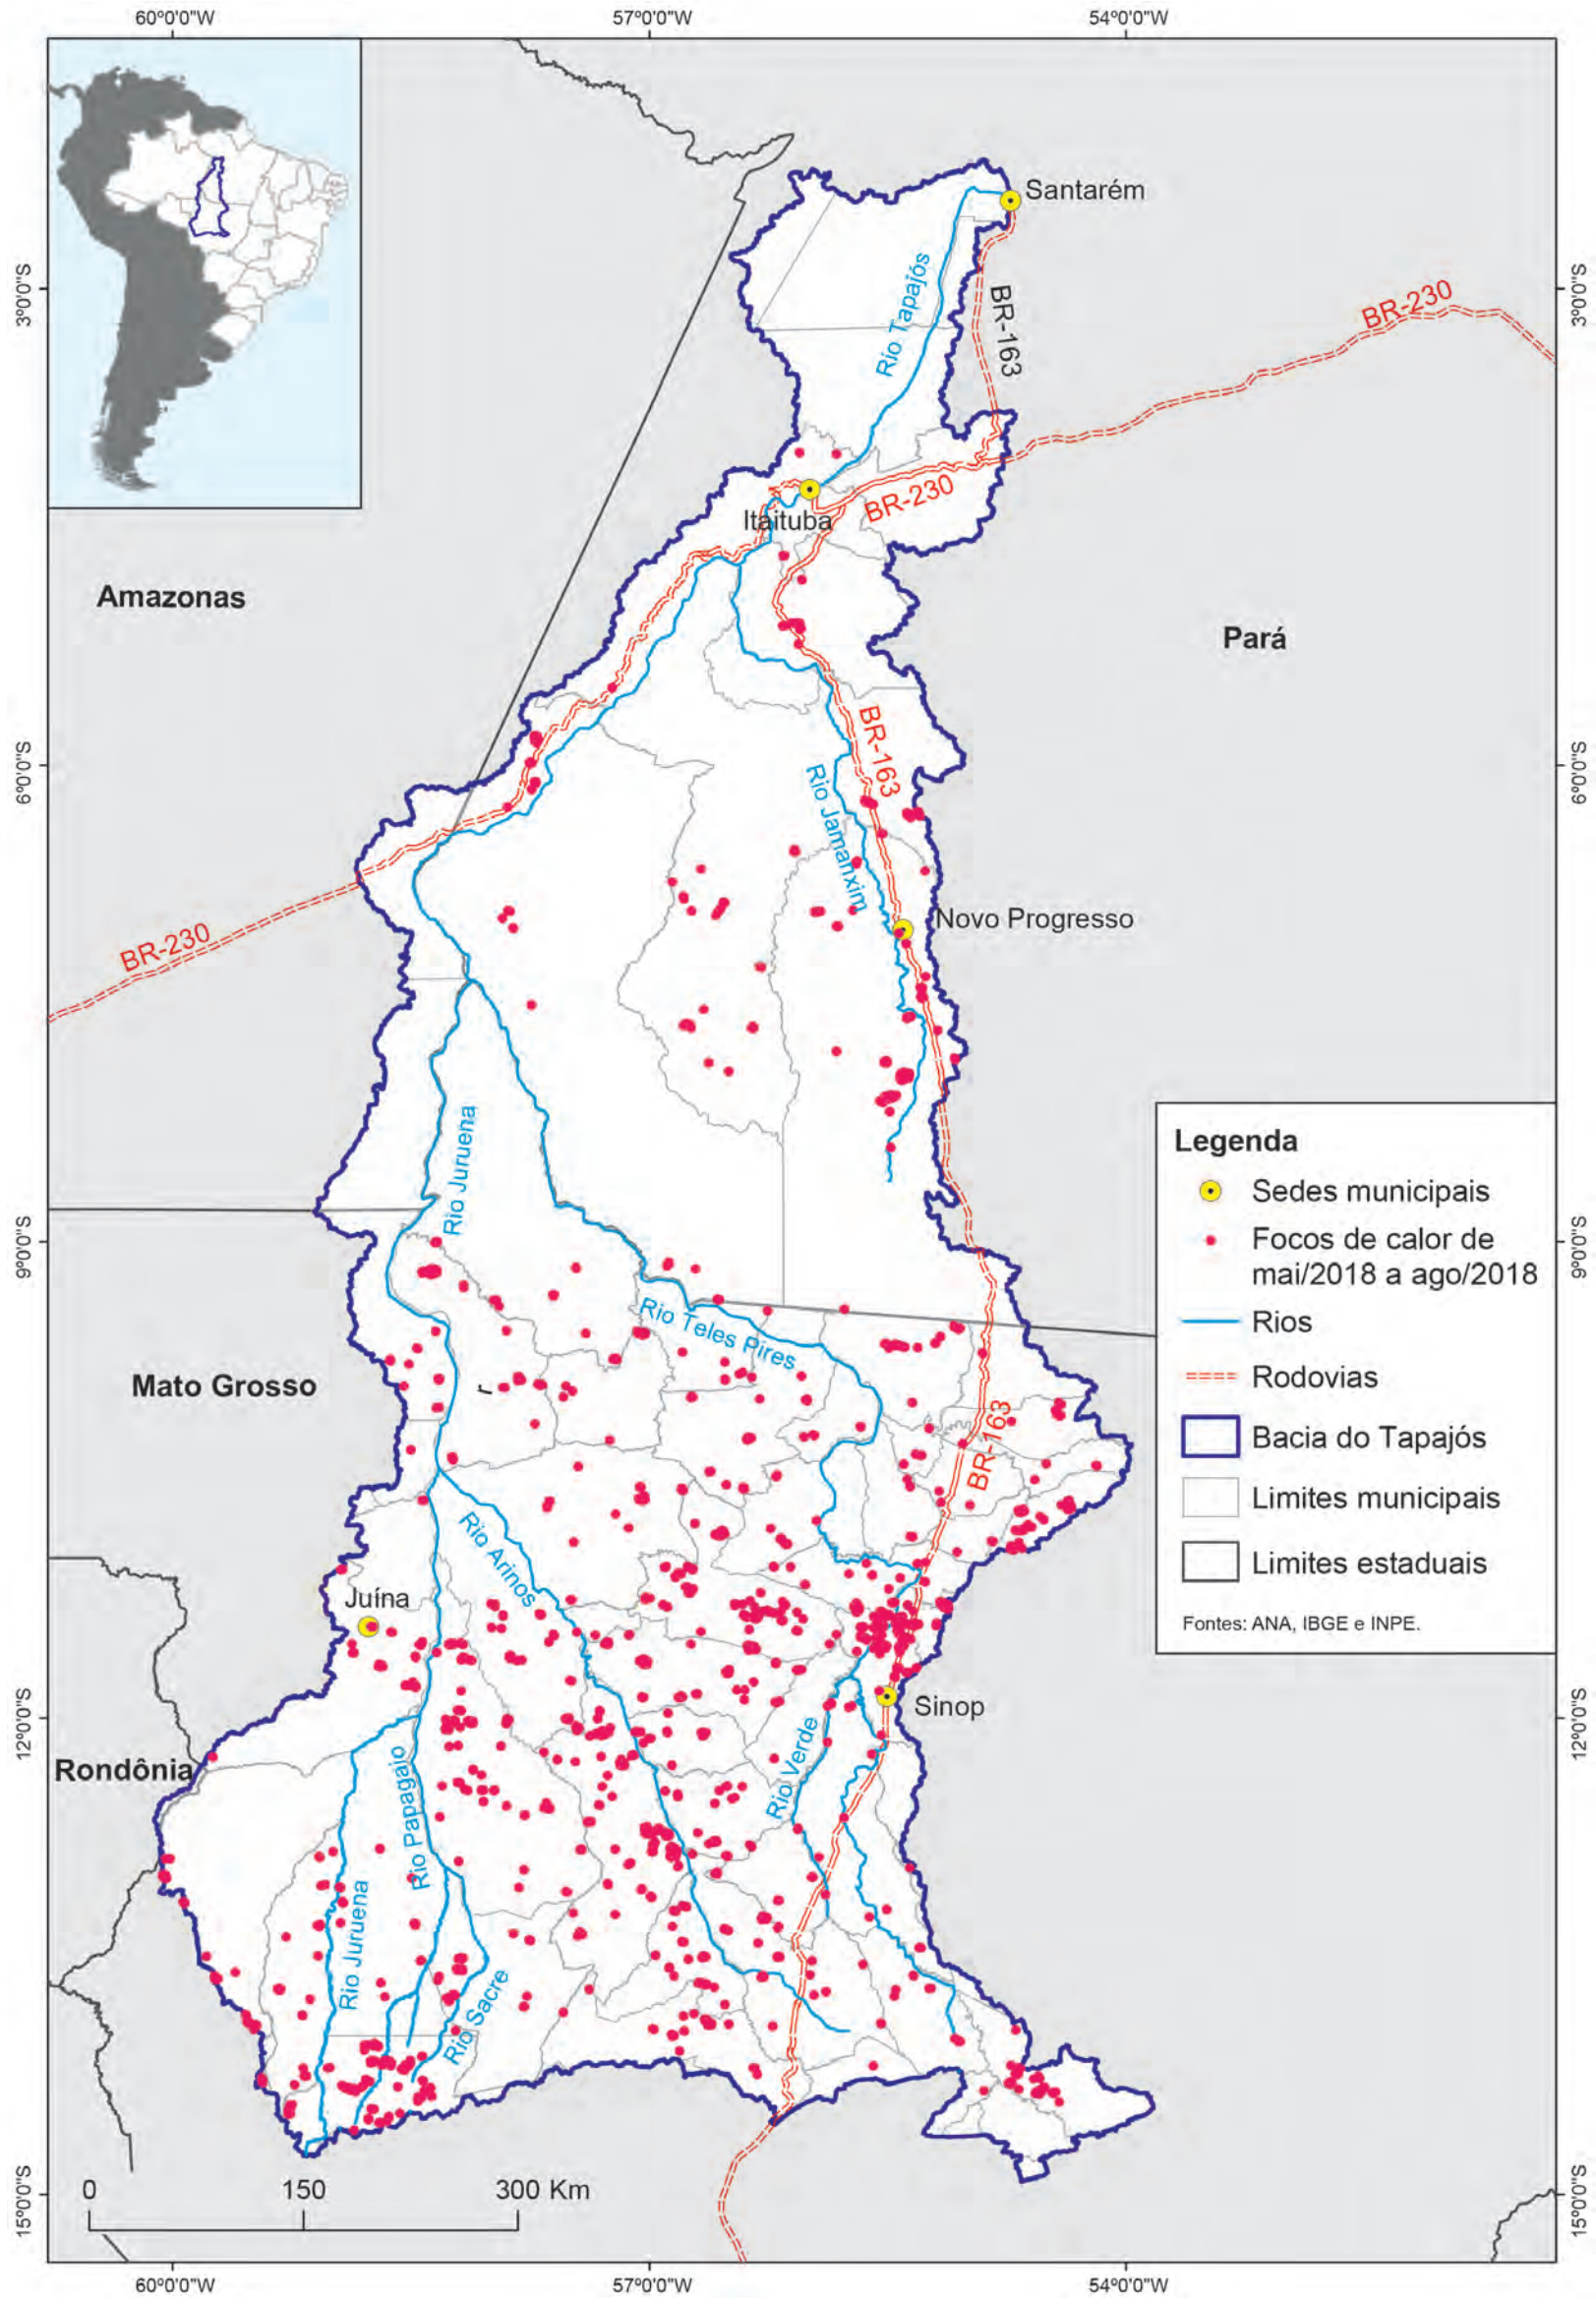 60°0'0"W
57°0'0"W
54°0'0"W
Santarém
3°0'0"S
3°0'0"S
Rio Tapajós
BR-163
BR-230
BR-230
Itaituba
Amazonas
Pará
BR-163
6°0'0"S
6°0'0"S
Rio Jamanxim
Novo Progresso
BR-230
Rio Juruena
9°0'0"S
9°0'0"S
Rio Teles Pires
Mato Grosso
r
BR-163
Rio Arinos
Juína
Sinop
12°0'0"S
12°0'0"S
Rondônia
Rio Verde
Rio Papagaio
Rio Juruena
Rio Sacre
Legenda
Sedes municipais
Focos de calor de
mai/2018 a ago/2018
Rios
Rodovias
Bacia do Tapajós
Limites municipais
Limites estaduais
Fontes: ANA, IBGE e INPE.
0 150 300 Km
15°0'0"S
15°0'0"S
60°0'0"W
57°0'0"W
54°0'0"W